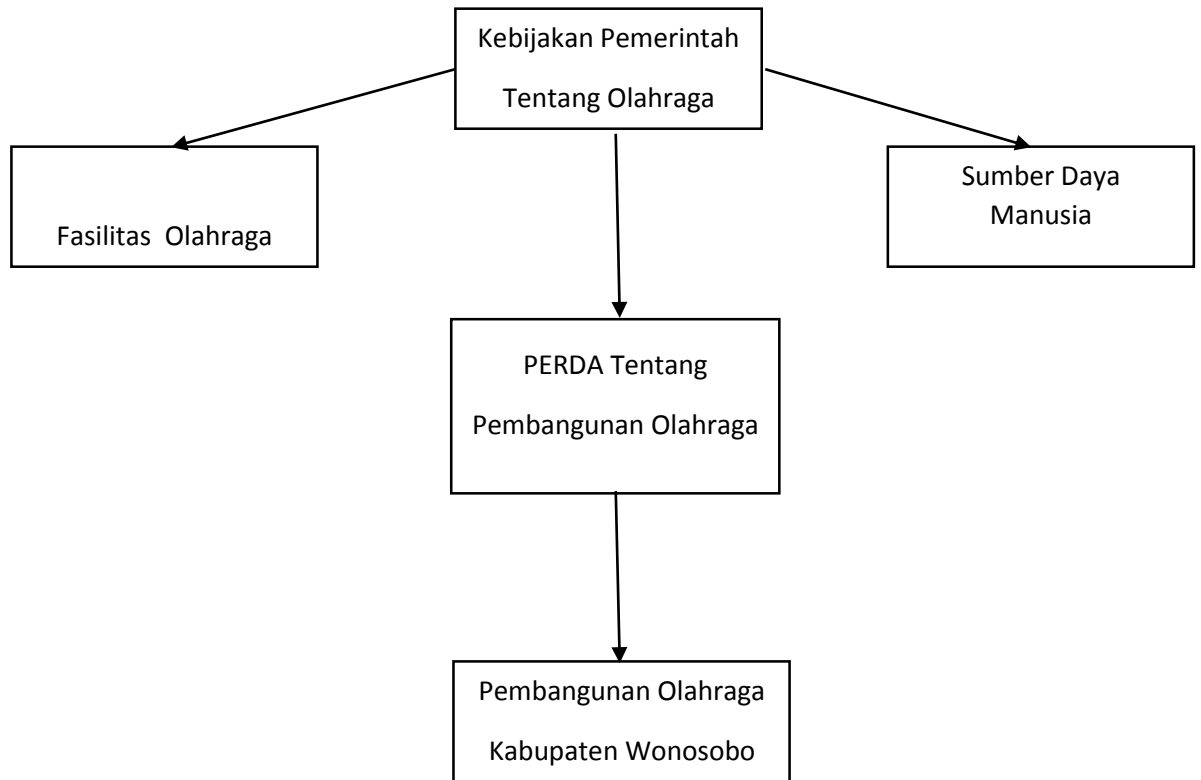 Kebijakan Pemerintah
Tentang Olahraga
Fasilitas Olahraga
Sumber Daya
Manusia
PERDA Tentang
Pembangunan Olahraga
Pembangunan Olahraga
Kabupaten Wonosobo